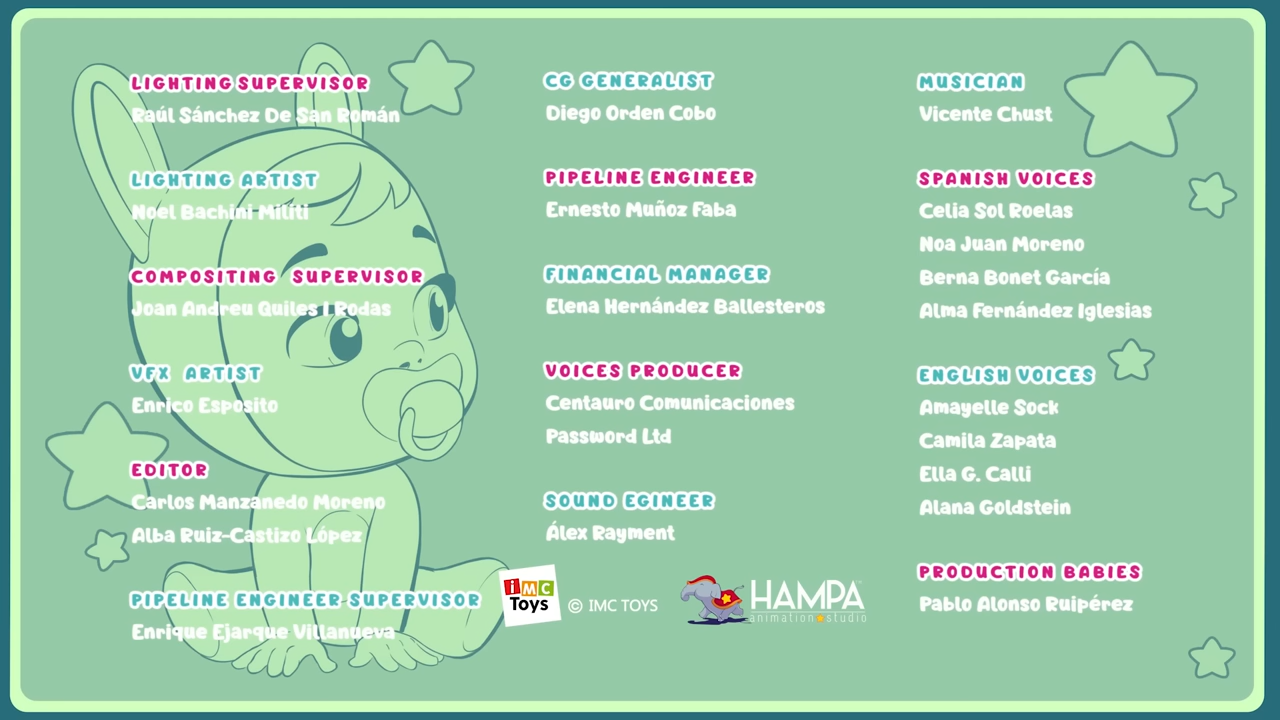 LIGHTING SUPERVISOR
Raúl Sánchez De San Román
LIGHTING ARTIST
Noel Bachini Militi
COMPOSITING SUPERVISOR
Joan Andreu Quiles I Rodas
VFX ARTIST
Enrico Esposito
EDITOR
Carlos Manzanedo Moreno
Alba Ruiz-Castizo López
PIPELINE ENGINEER SUPERVISOR
Enrique Ejarque Villanueva
CG GENERALIST
Diego Orden Cobo
PIPELINE ENGINEER
Ernesto Muñoz Faba
FINANCIAL MANAGER
Elena Hernández Ballesteros
VOICES PRODUCER
Centauro Comunicaciones
Password Ltd
SOUND EGINEER
Álex Rayment
iMC
Toys
© IMC TOYS
HAMPA
animation studio
MUSICIAN
Vicente Chust
SPANISH VOICES
Celia Sol Roelas
Noa Juan Moreno
Berna Bonet García
Alma Fernández Iglesias
ENGLISH VOICES
Amayelle Sock
Camila Zapata
Ella G. Calli
Alana Goldstein
PRODUCTION BABIES
Pablo Alonso Ruipérez